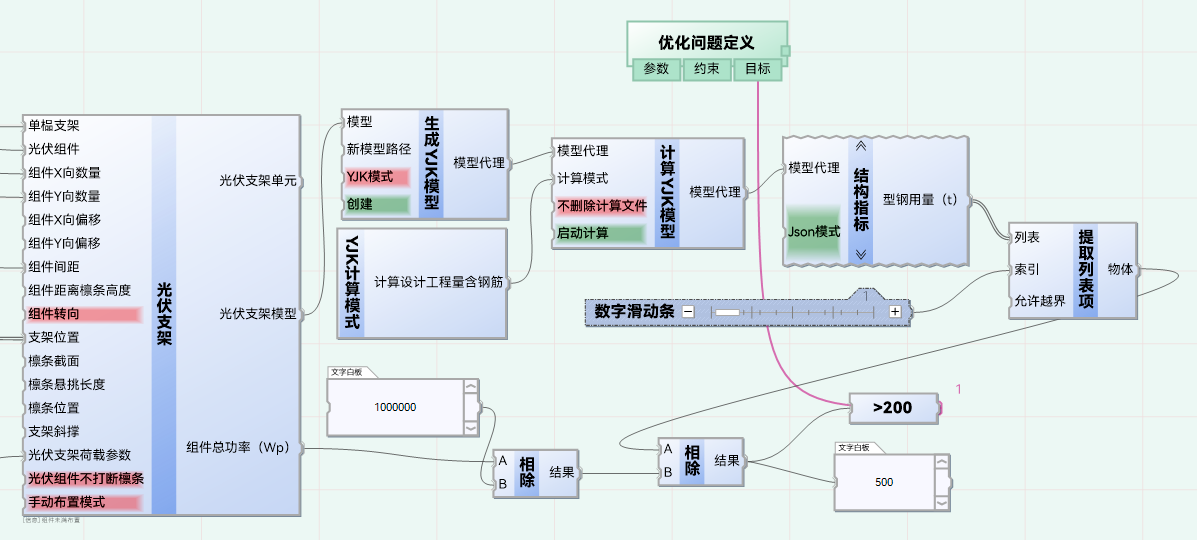 优化问题定义
参数 约束 目标
单榀支架
光伏组件
组件X向数量
组件Y向数量
组件X向偏移
组件Y向偏移
组件间距
组件距离檩条高度
组件转向
支架位置
檩条截面
檩条悬挑长度
檩条位置
支架斜撑
光伏支架荷载参数
光伏组件不打断檩条
手动布置模式
光伏支架
光伏支架单元
光伏支架模型
组件总功率（Wp）
[信息]组件未满布置
模型
新模型路径
YJK模式
创建
生成YJK模型
模型代理
YJK计算模式
计算设计工程量含钢筋
模型代理
计算模式
不删除计算文件
启动计算
计算YJK模型
模型代理
模型代理
Json模式
结构指标
型钢用量（t）
数字滑动条
1
列表
索引
允许越界
提取列表项
物体
文字白板
1000000
A
B
相除
结果
A
B
相除
结果
>200
1
文字白板
500